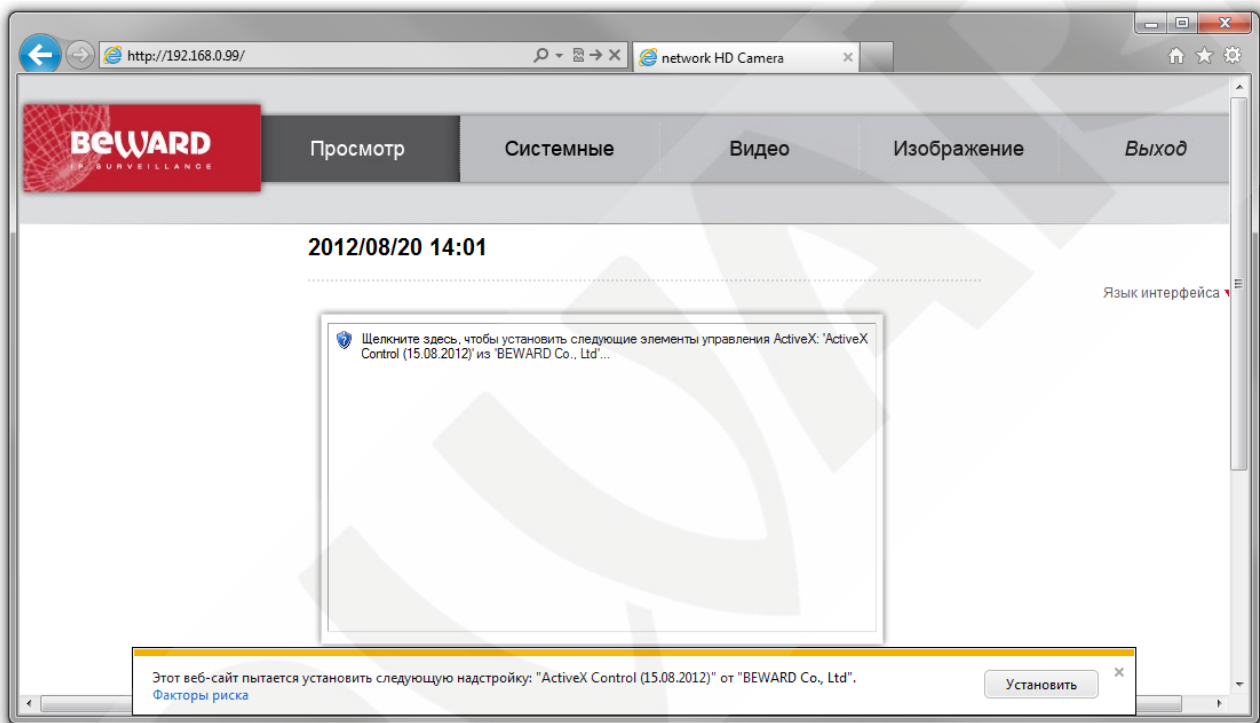 http://192.168.0.99/
network HD Camera
BEWARD
IP SURVEILLANCE
Просмотр
Системные
Видео
Изображение
Выход
2012/08/20 14:01
Язык интерфейса
Щелкните здесь, чтобы установить следующие элементы управления ActiveX: 'ActiveX
Control (15.08.2012)' из 'BEWARD Co., Ltd'...
Этот веб-сайт пытается установить следующую надстройку: "ActiveX Control (15.08.2012)" от "BEWARD Co., Ltd".
Факторы риска
Установить